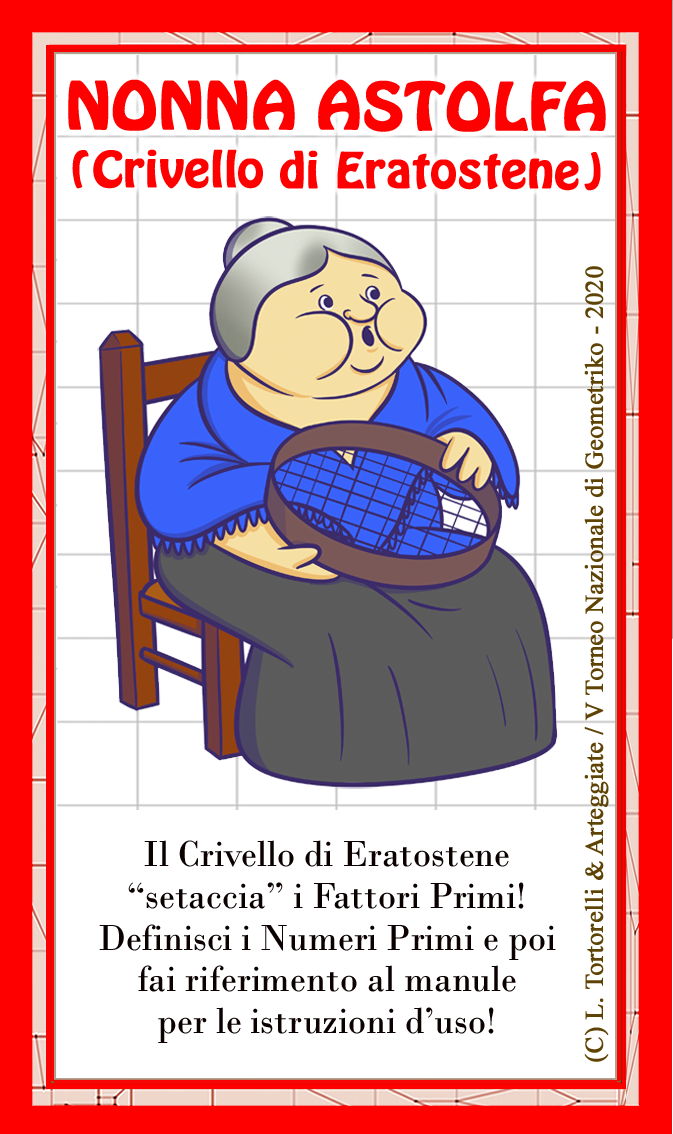 NONNA ASTOLFA
(Crivello di Eratostene)
Il Crivello di Eratostene
“setaccia” i Fattori Primi!
Definisci i Numeri Primi e poi
fai riferimento al manule
per le istruzioni d’uso!
(C) L. Tortorelli & Arteggiate / V Torneo Nazionale di Geometriko - 2020